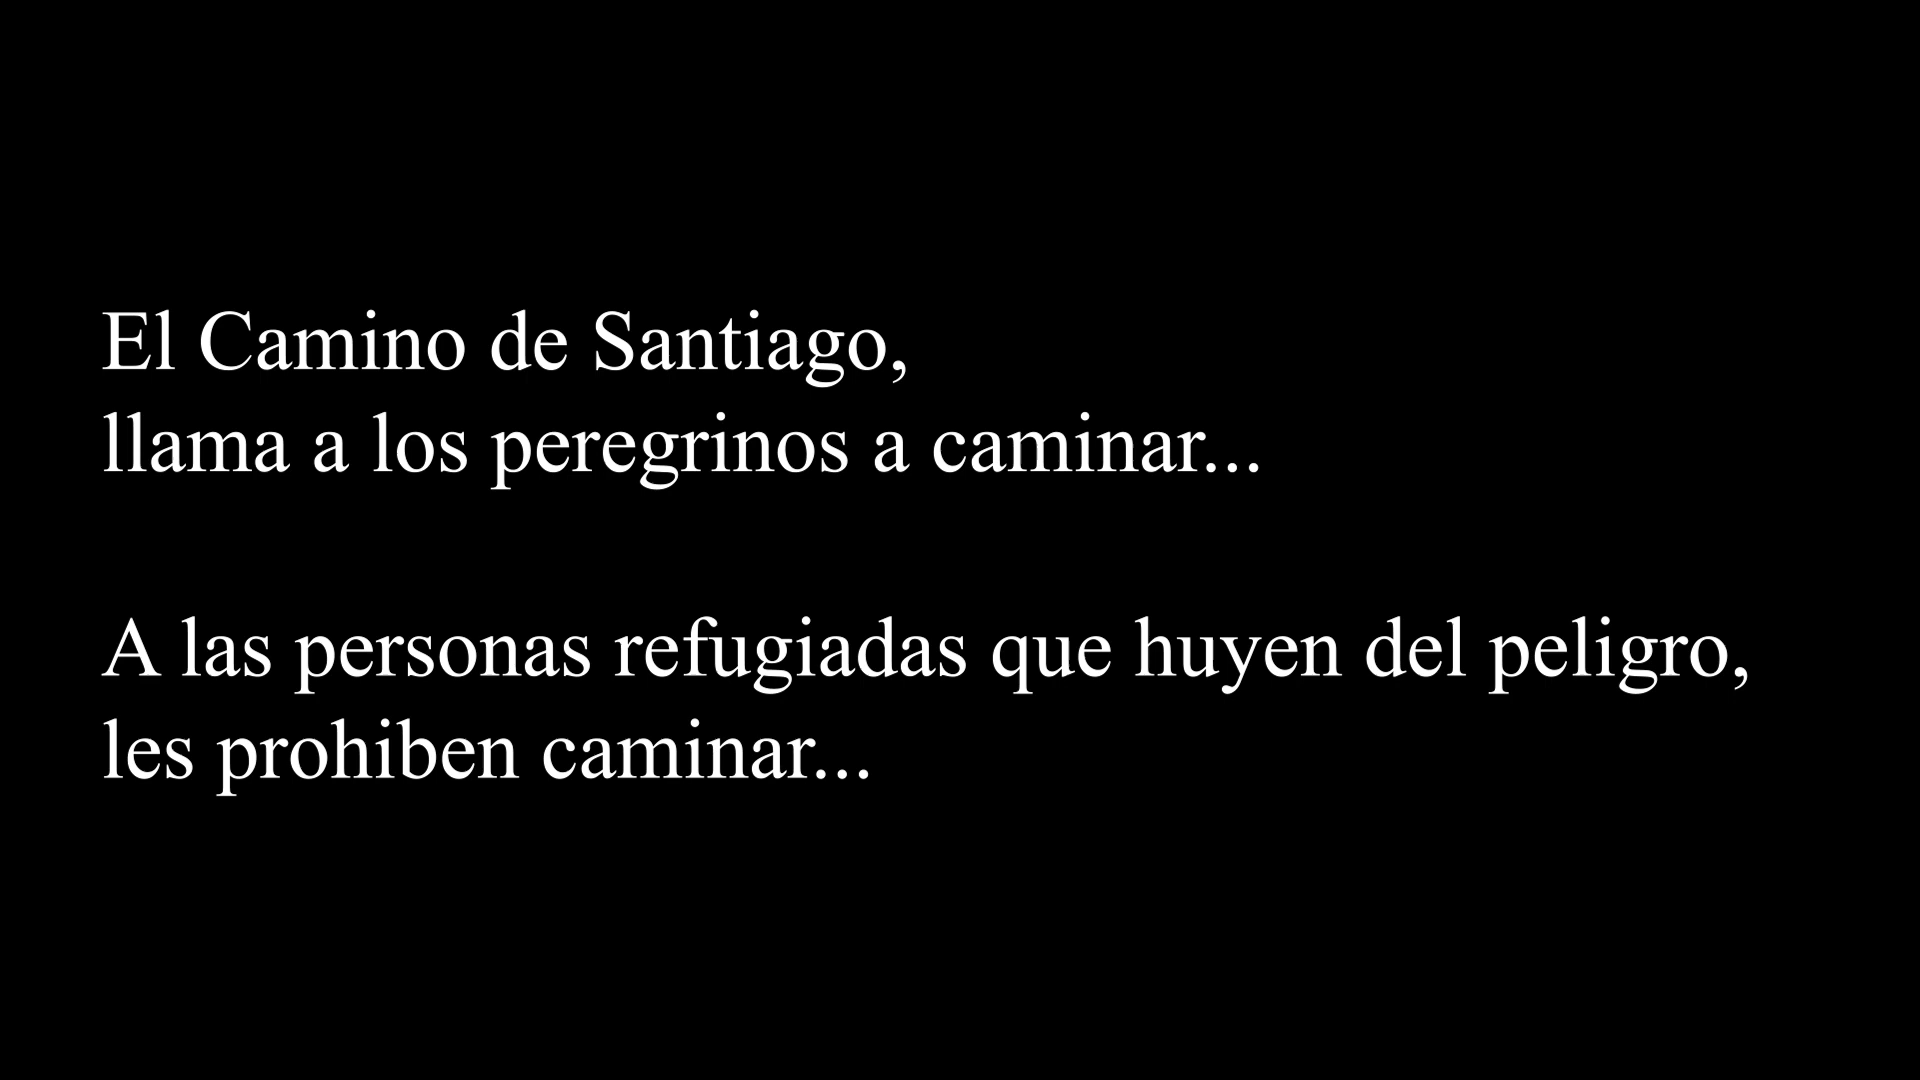 El Camino de Santiago,
llama a los peregrinos a caminar...
A las personas refugiadas que huyen del peligro,
les prohiben caminar...